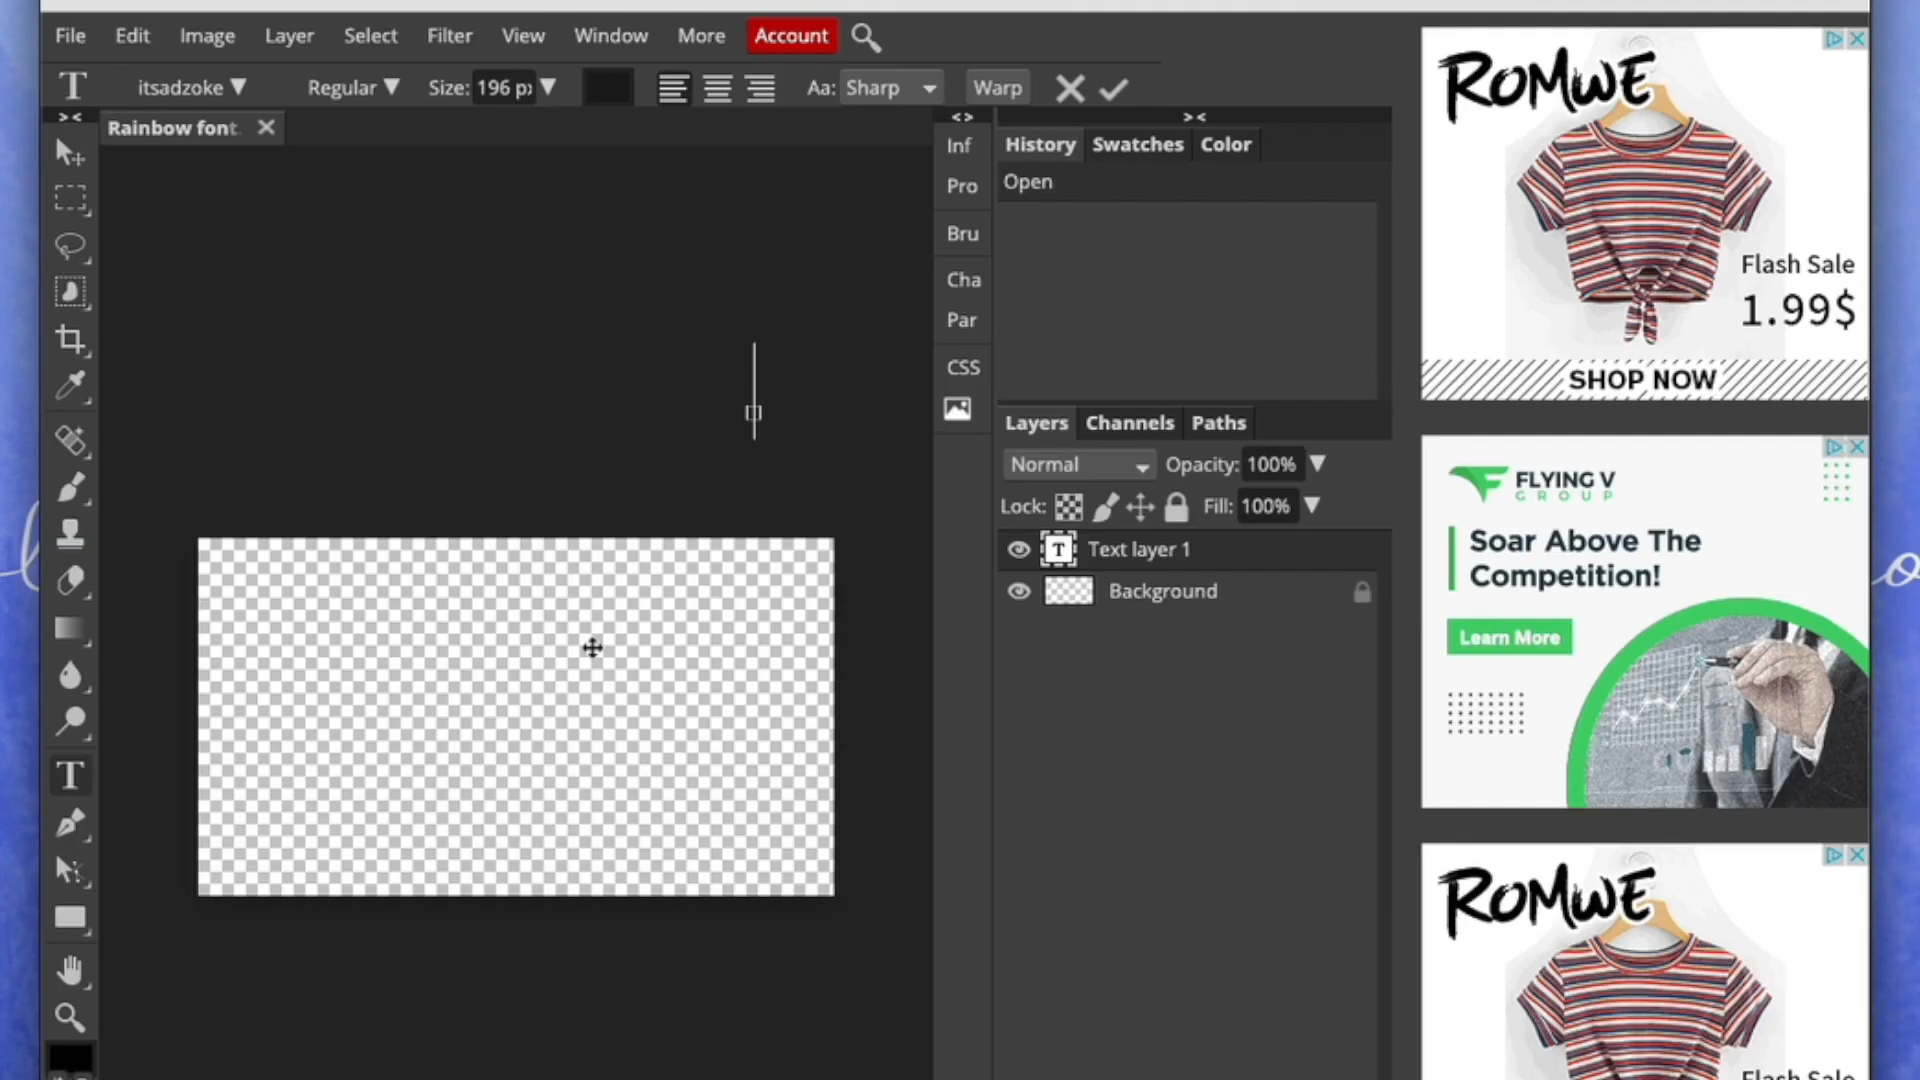 File Edit Image Layer Select Filter View Window More Account
T itsadzoke Regular Size: 196 p Aa: Sharp Warp
Rainbow font.
Inf
Pro
Bru
Cha
Par
CSS
History Swatches Color
Open
Layers Channels Paths
Normal Opacity: 100%
Lock: Fill: 100%
T Text layer 1
Background
T
ROMWE
Flash Sale
1.99$
SHOP NOW
FLYING V
GROUP
Soar Above The
Competition!
Learn More
ROMWE